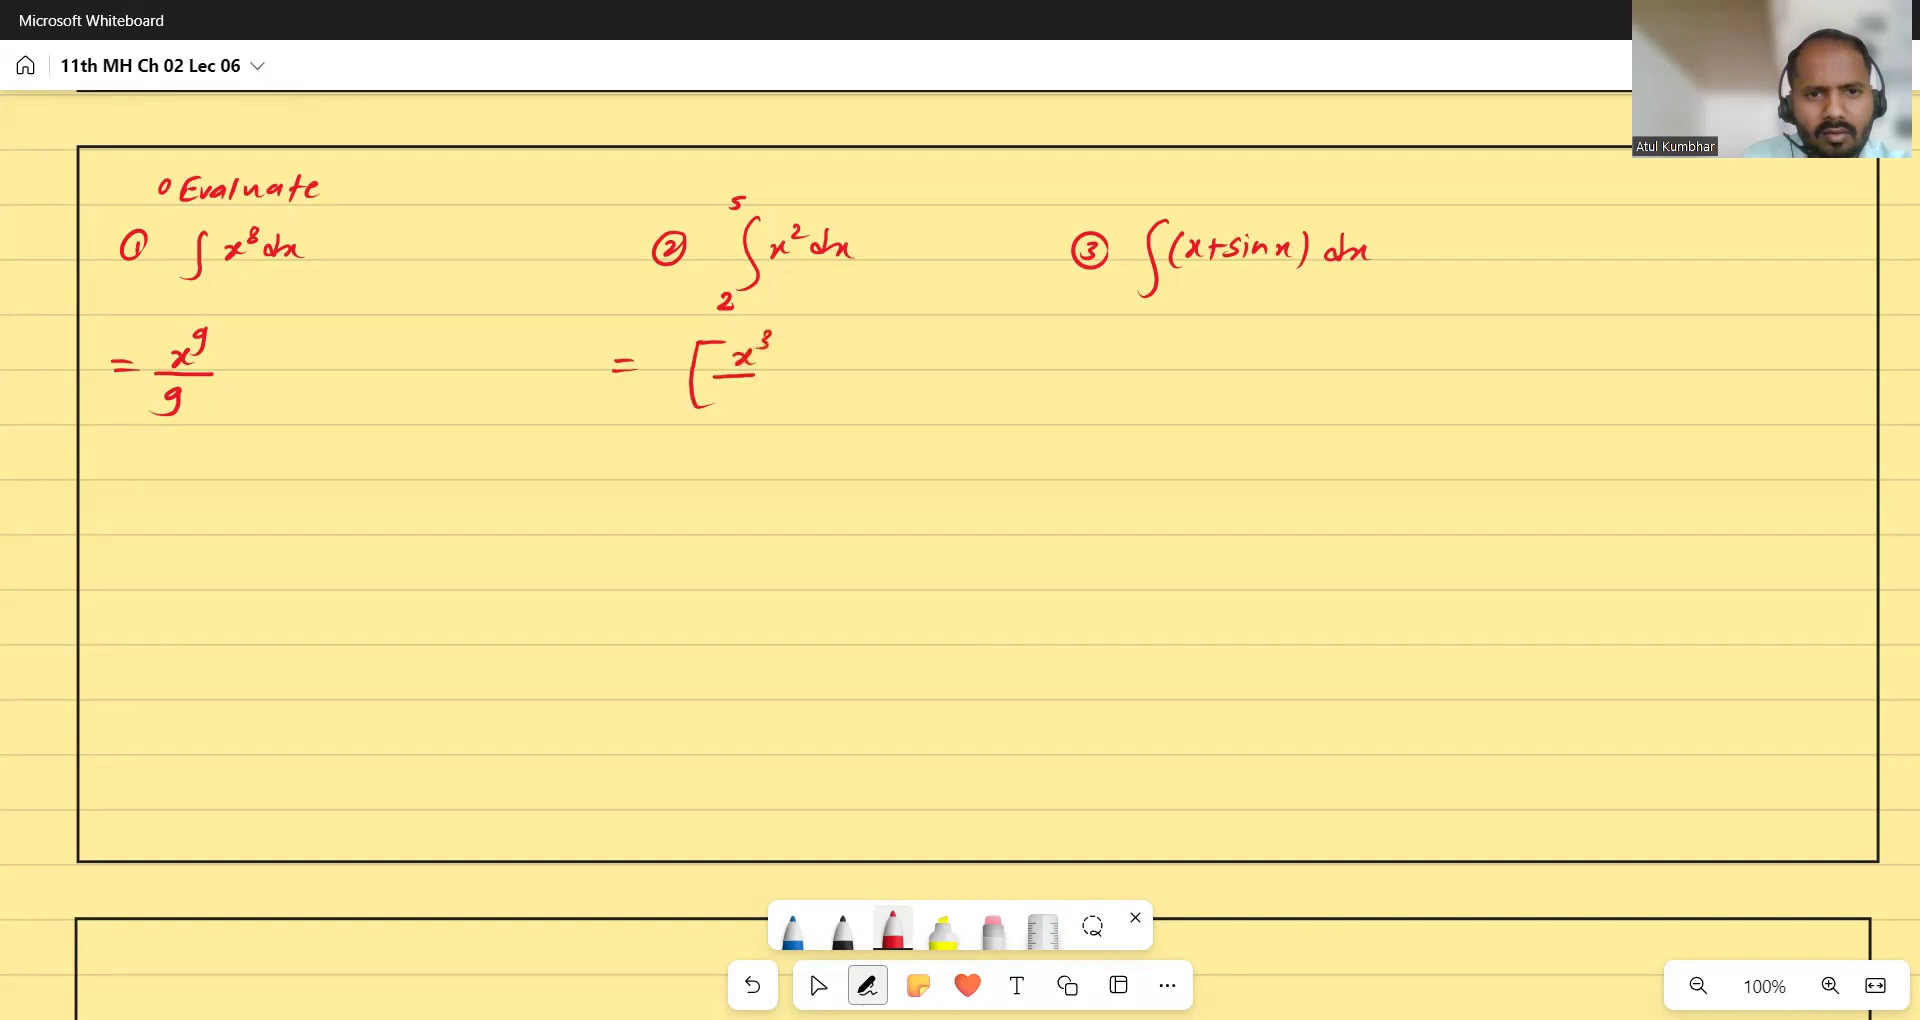 Microsoft Whiteboard
11th MH Ch 02 Lec 06
Atul Kumbhar
Evaluate
① ∫ x⁸ dx
= x⁹/9
② ∫₂⁵ x² dx
= [ x³
③ ∫ (x+sin x) dx
T
100%